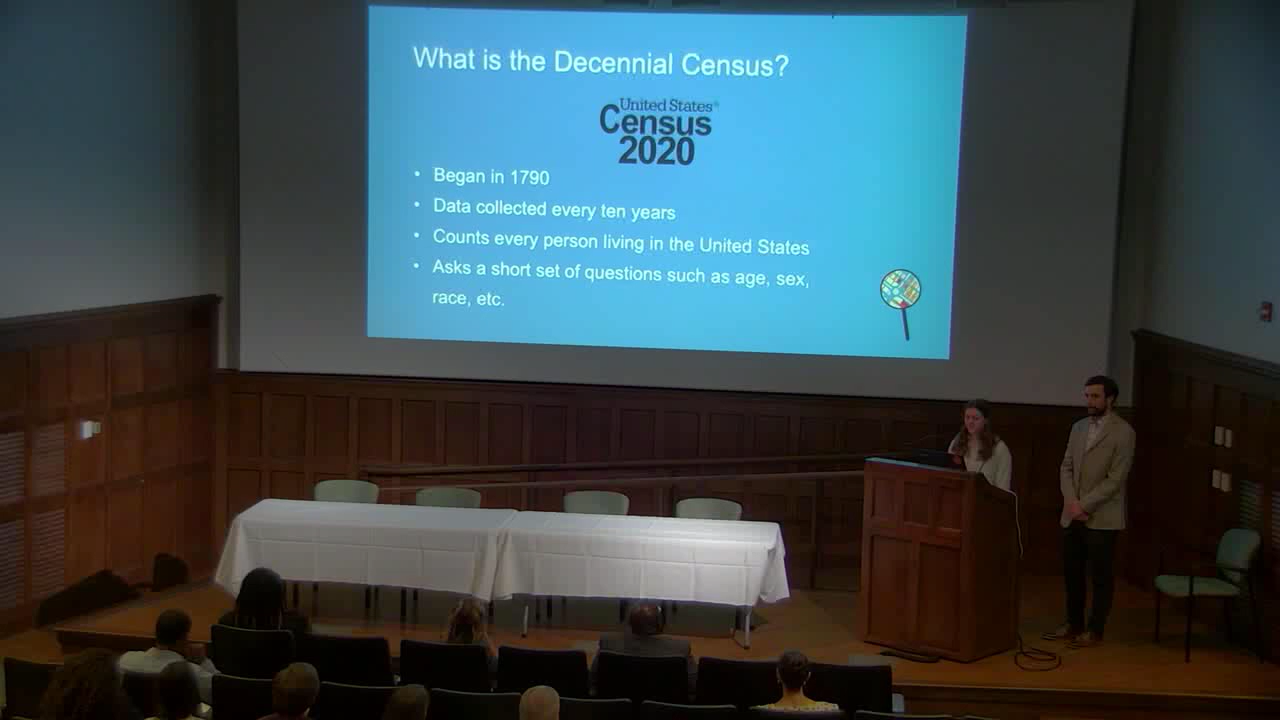 What is the Decennial Census?
United States®
Census
2020
• Began in 1790
• Data collected every ten years
• Counts every person living in the United States
• Asks a short set of questions such as age, sex,
race, etc.